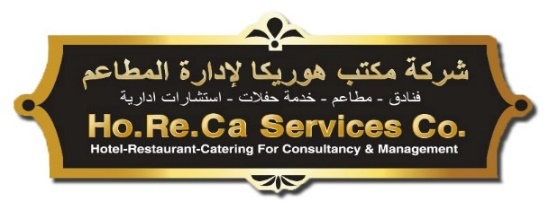 شركة مكتب هوريكا لإدارة المطاعم
فنادق - مطاعم - خدمة حفلات - استشارات ادارية
Ho.Re.Ca Services Co.
Hotel-Restaurant-Catering For Consultancy & Management